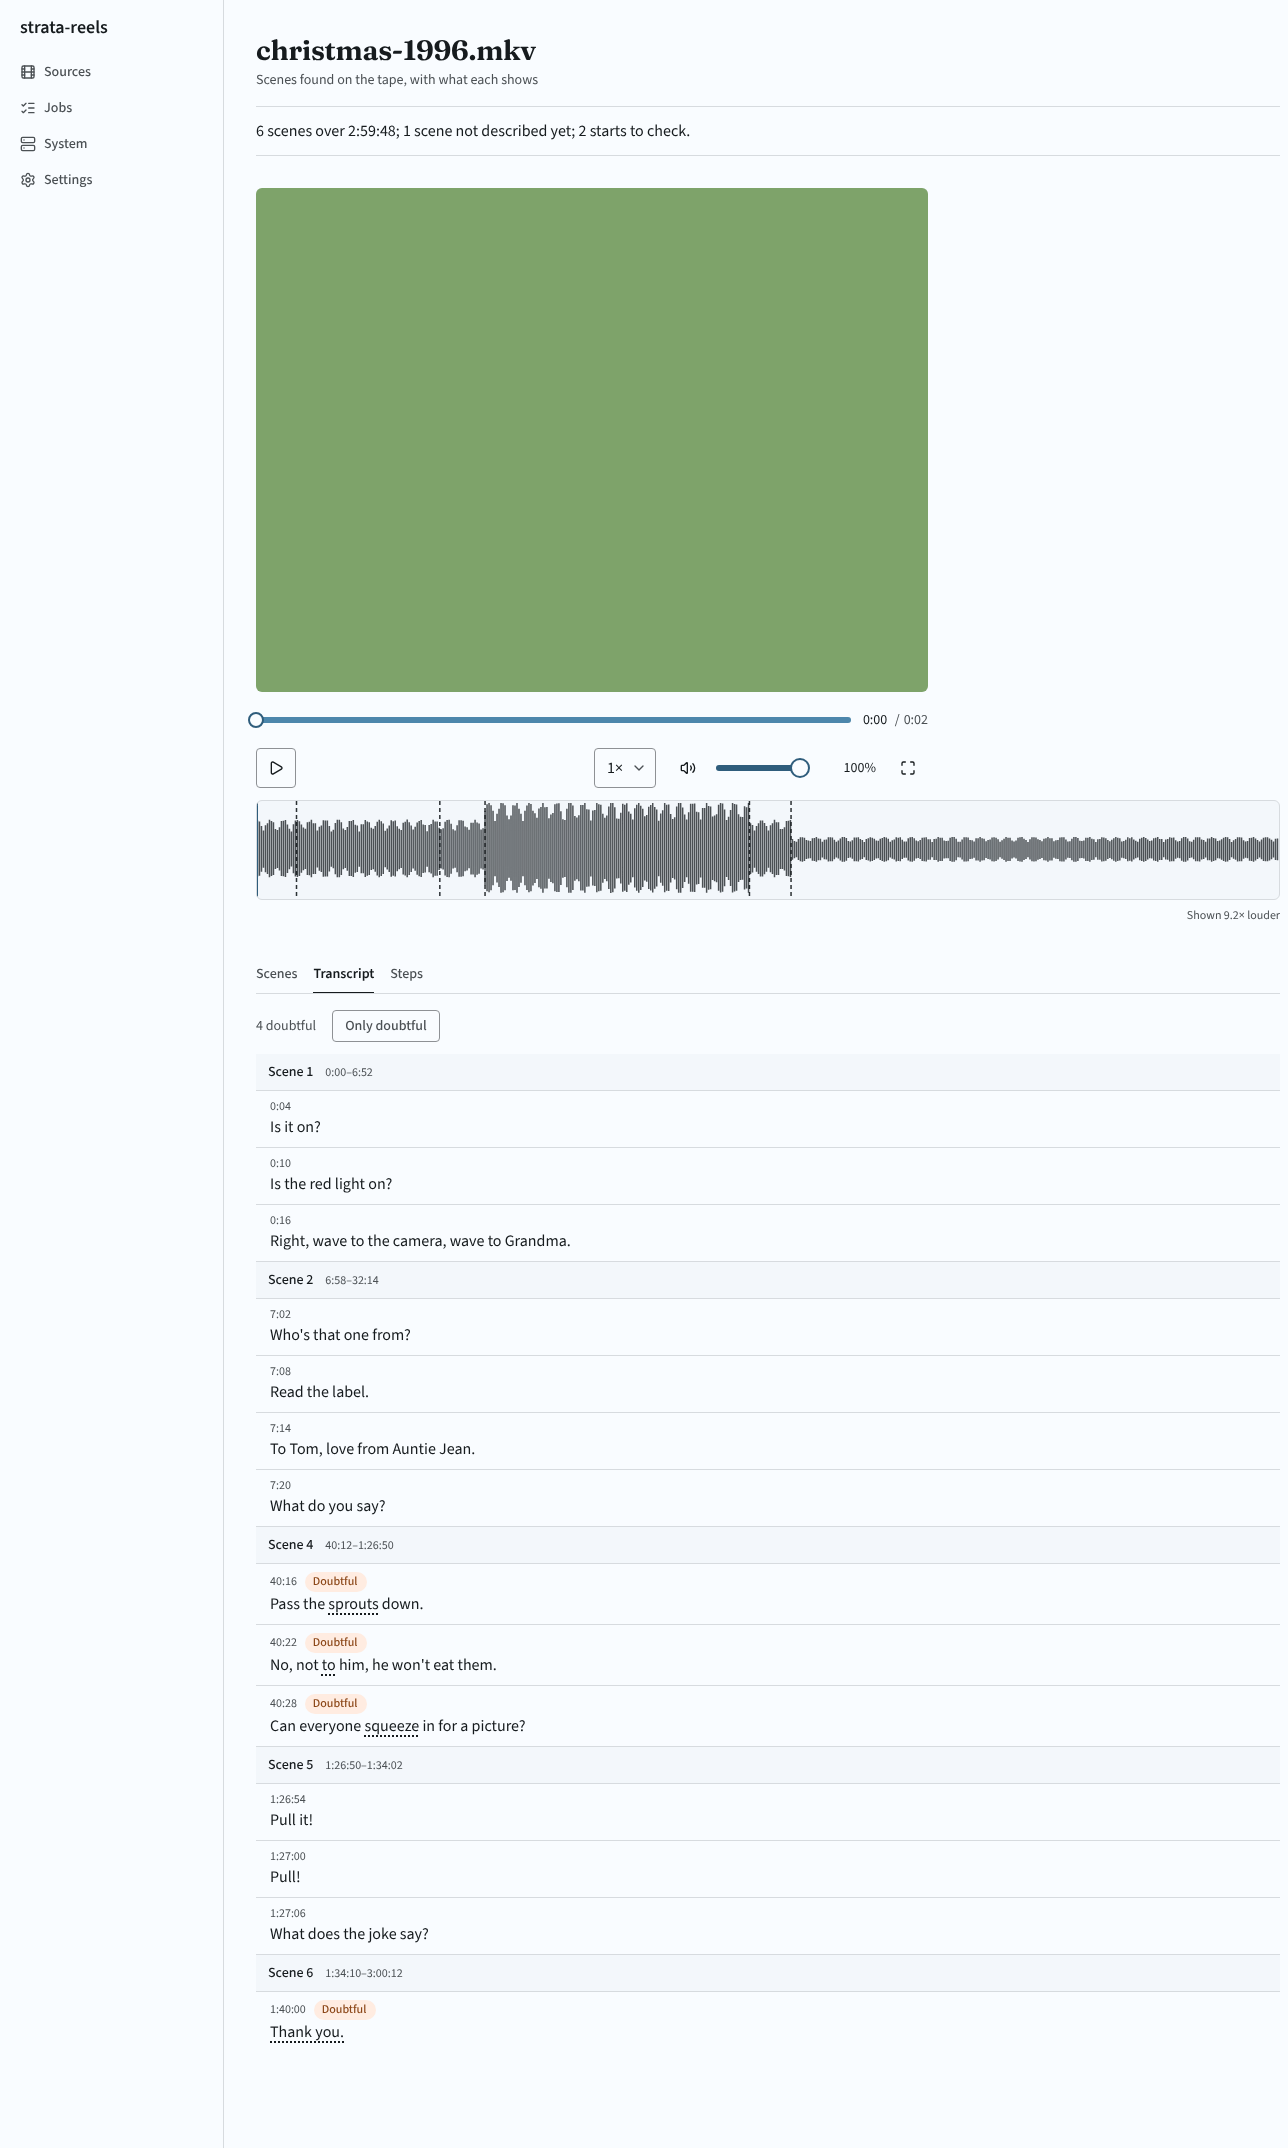 strata-reels
Sources
Jobs
System
Settings
christmas-1996.mkv
Scenes found on the tape, with what each shows
6 scenes over 2:59:48; 1 scene not described yet; 2 starts to check.
0:00 / 0:02
1×
100%
Shown 9.2× louder
Scenes Transcript Steps
4 doubtful Only doubtful
Scene 1 0:00–6:52
0:04
Is it on?
0:10
Is the red light on?
0:16
Right, wave to the camera, wave to Grandma.
Scene 2 6:58–32:14
7:02
Who's that one from?
7:08
Read the label.
7:14
To Tom, love from Auntie Jean.
7:20
What do you say?
Scene 4 40:12–1:26:50
40:16 Doubtful
Pass the sprouts down.
40:22 Doubtful
No, not to him, he won't eat them.
40:28 Doubtful
Can everyone squeeze in for a picture?
Scene 5 1:26:50–1:34:02
1:26:54
Pull it!
1:27:00
Pull!
1:27:06
What does the joke say?
Scene 6 1:34:10–3:00:12
1:40:00 Doubtful
Thank you.